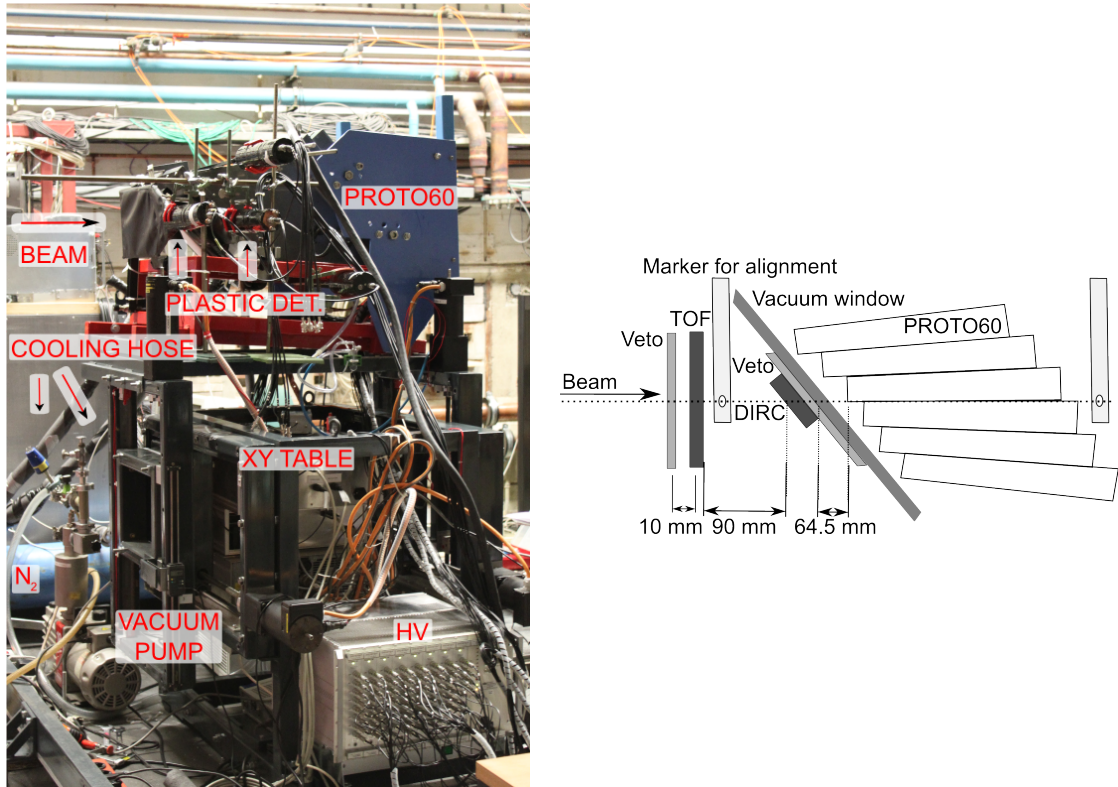 PROTO60
BEAM
PLASTIC DET.
COOLING HOSE
XY TABLE
N2
VACUUM
PUMP
HV
Marker for alignment
Vacuum window
TOF
PROTO60
Veto
Veto
Beam
DIRC
10 mm
90 mm
64.5 mm